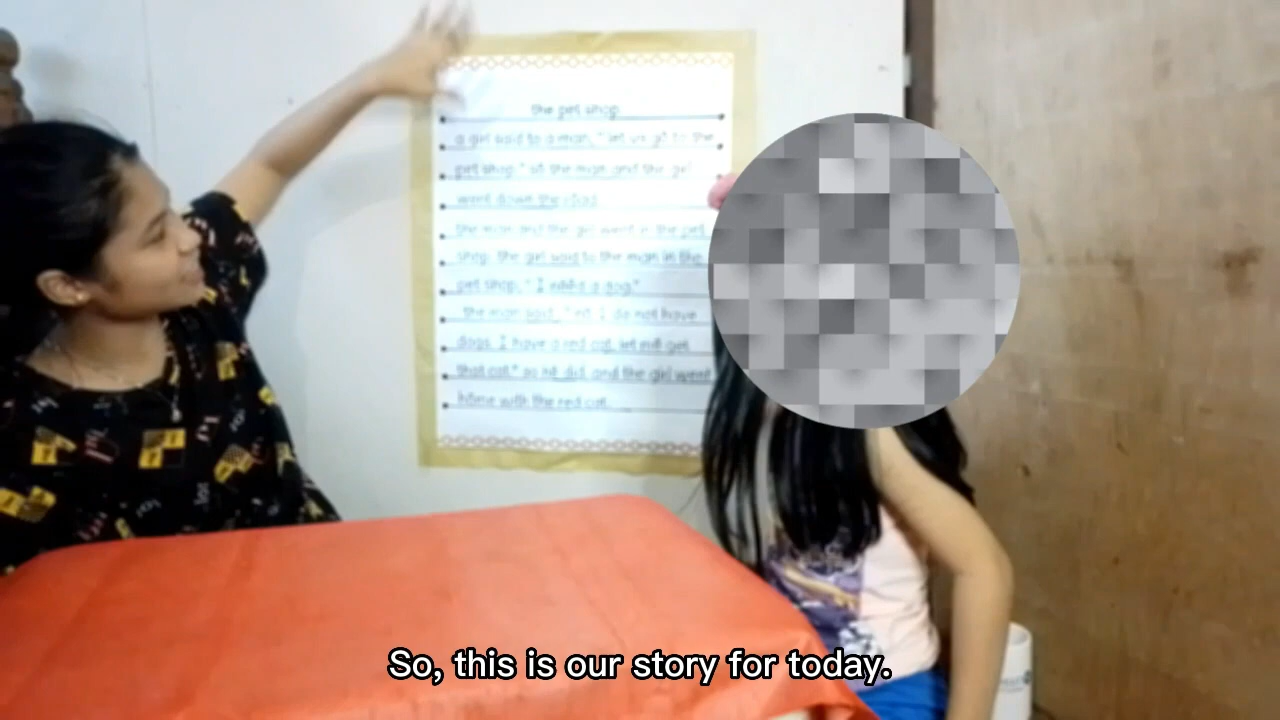 the pet shop
a girl said to a man, " let us go to the
pet shop." so the man and the girl
went down the road.
the man and the girl went in the pet
shop. the girl said to the man in the
pet shop, " I need a dog."
the man said, " no. I do not have
dogs. I have a red cat. let me get
that cat." so he did. and the girl went
home with the red cat.
So, this is our story for today.